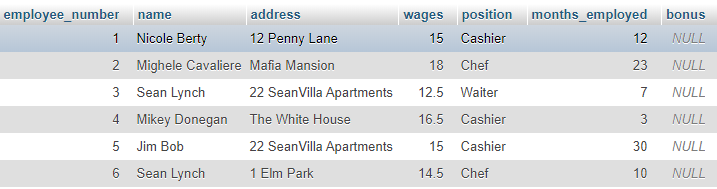 employee_number name address wages position months_employed bonus
1 Nicole Berty 12 Penny Lane 15 Cashier 12 NULL
2 Mighele Cavaliere Mafia Mansion 18 Chef 23 NULL
3 Sean Lynch 22 SeanVilla Apartments 12.5 Waiter 7 NULL
4 Mikey Donegan The White House 16.5 Cashier 3 NULL
5 Jim Bob 22 SeanVilla Apartments 15 Cashier 30 NULL
6 Sean Lynch 1 Elm Park 14.5 Chef 10 NULL